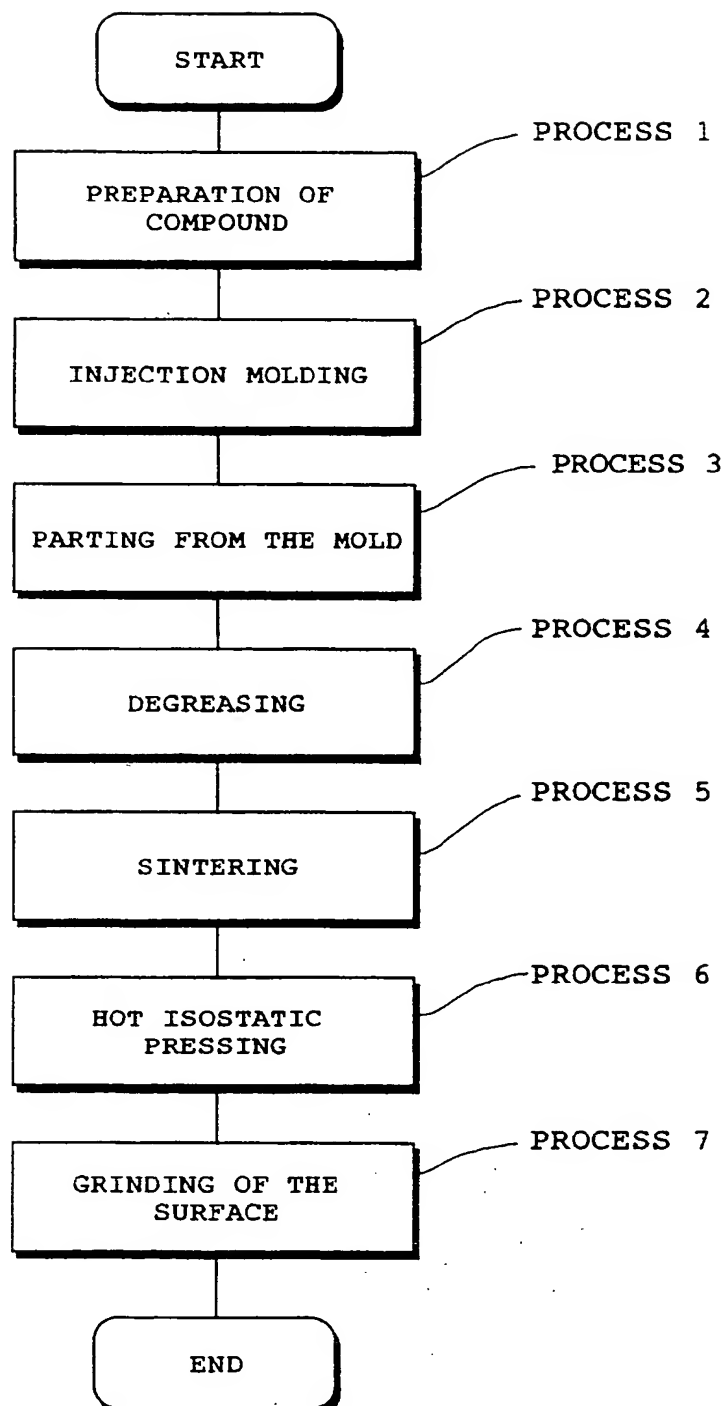 START
PROCESS 1
PREPARATION OF
COMPOUND
PROCESS 2
INJECTION MOLDING
PROCESS 3
PARTING FROM THE MOLD
PROCESS 4
DEGREASING
PROCESS 5
SINTERING
PROCESS 6
HOT ISOSTATIC
PRESSING
PROCESS 7
GRINDING OF THE
SURFACE
END